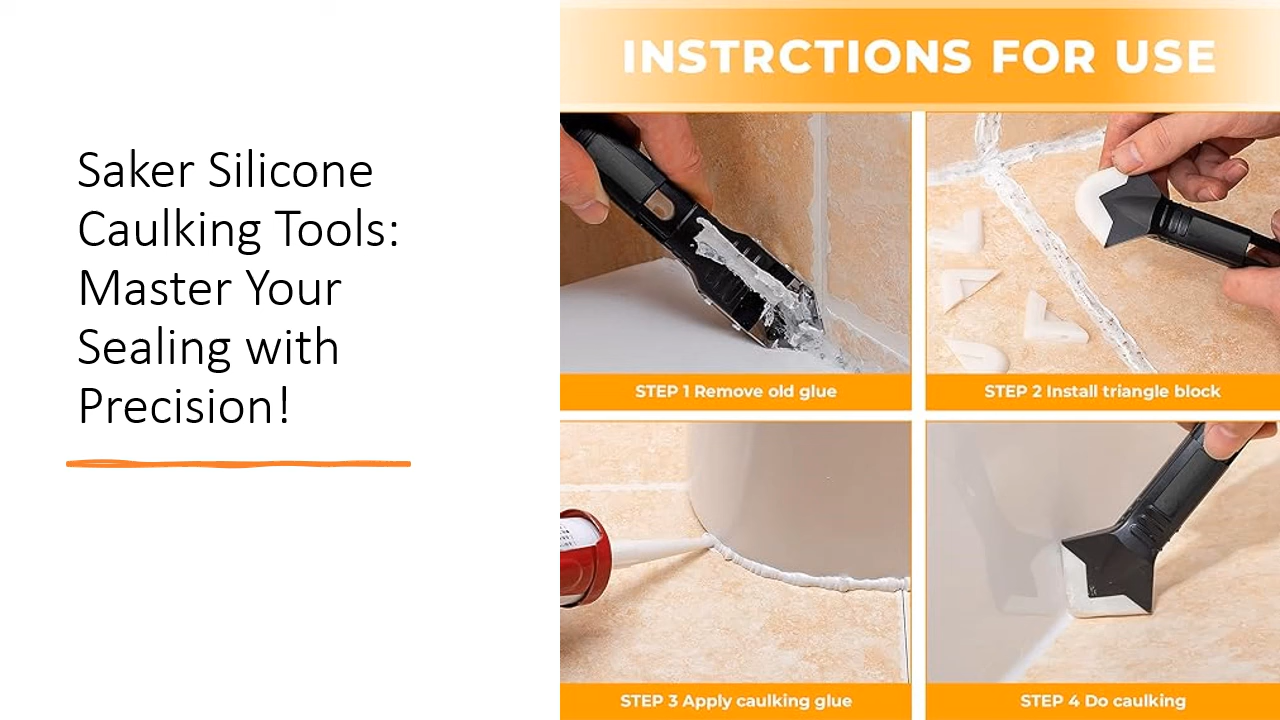 Saker Silicone
Caulking Tools:
Master Your
Sealing with
Precision!
INSTRCTIONS FOR USE
STEP 1 Remove old glue
STEP 2 Install triangle block
STEP 3 Apply caulking glue
STEP 4 Do caulking